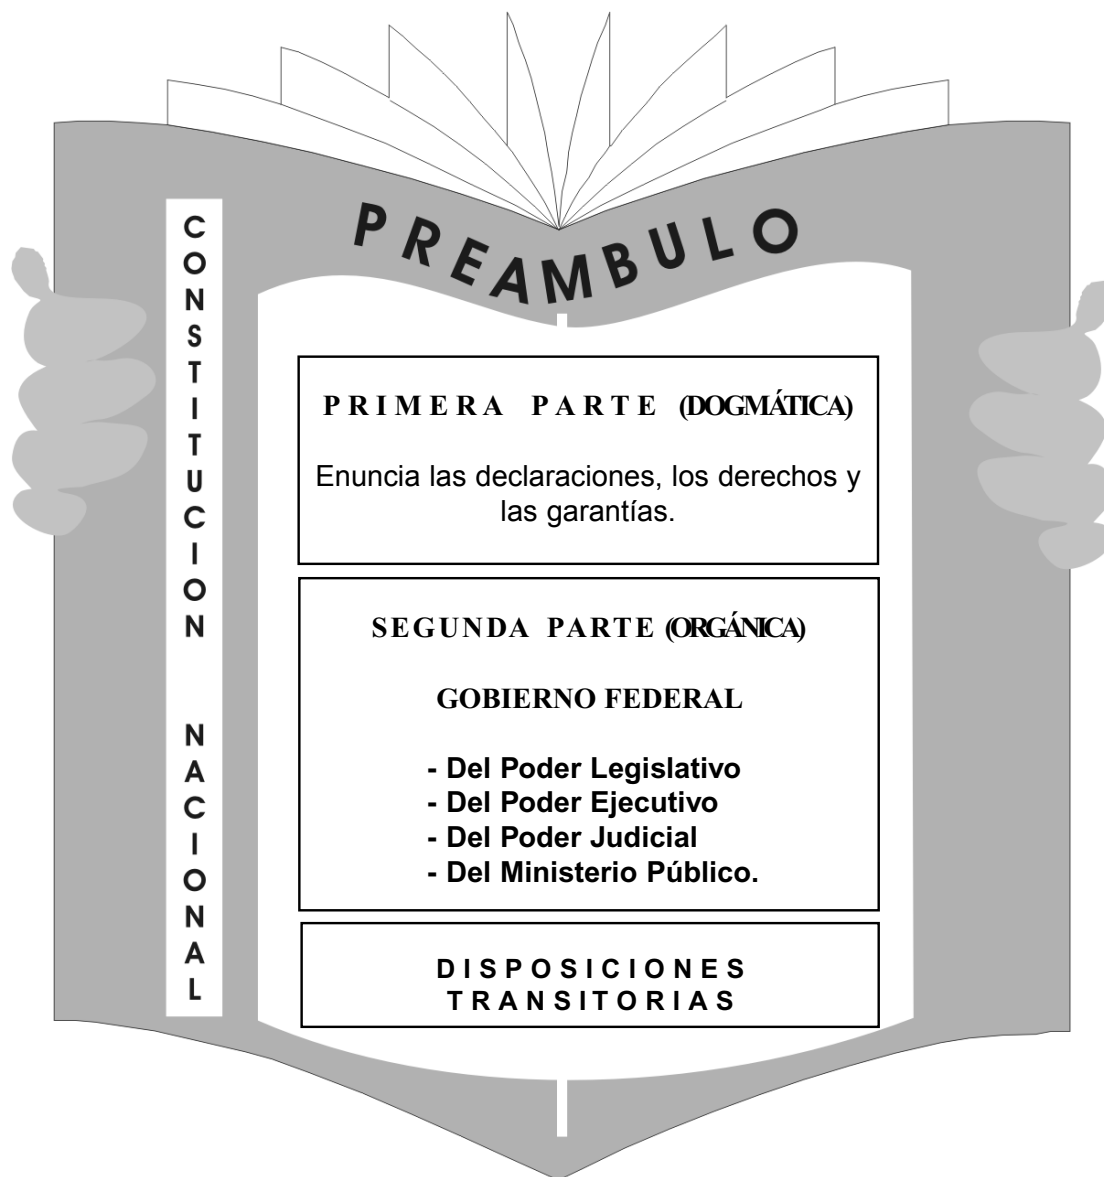 PREAMBULO
CONSTITUCION NACIONAL
PRIMERA PARTE (DOGMÁTICA)
Enuncia las declaraciones, los derechos y
las garantías.
SEGUNDA PARTE (ORGÁNICA)
GOBIERNO FEDERAL
- Del Poder Legislativo
- Del Poder Ejecutivo
- Del Poder Judicial
- Del Ministerio Público.
DISPOSICIONES
TRANSITORIAS